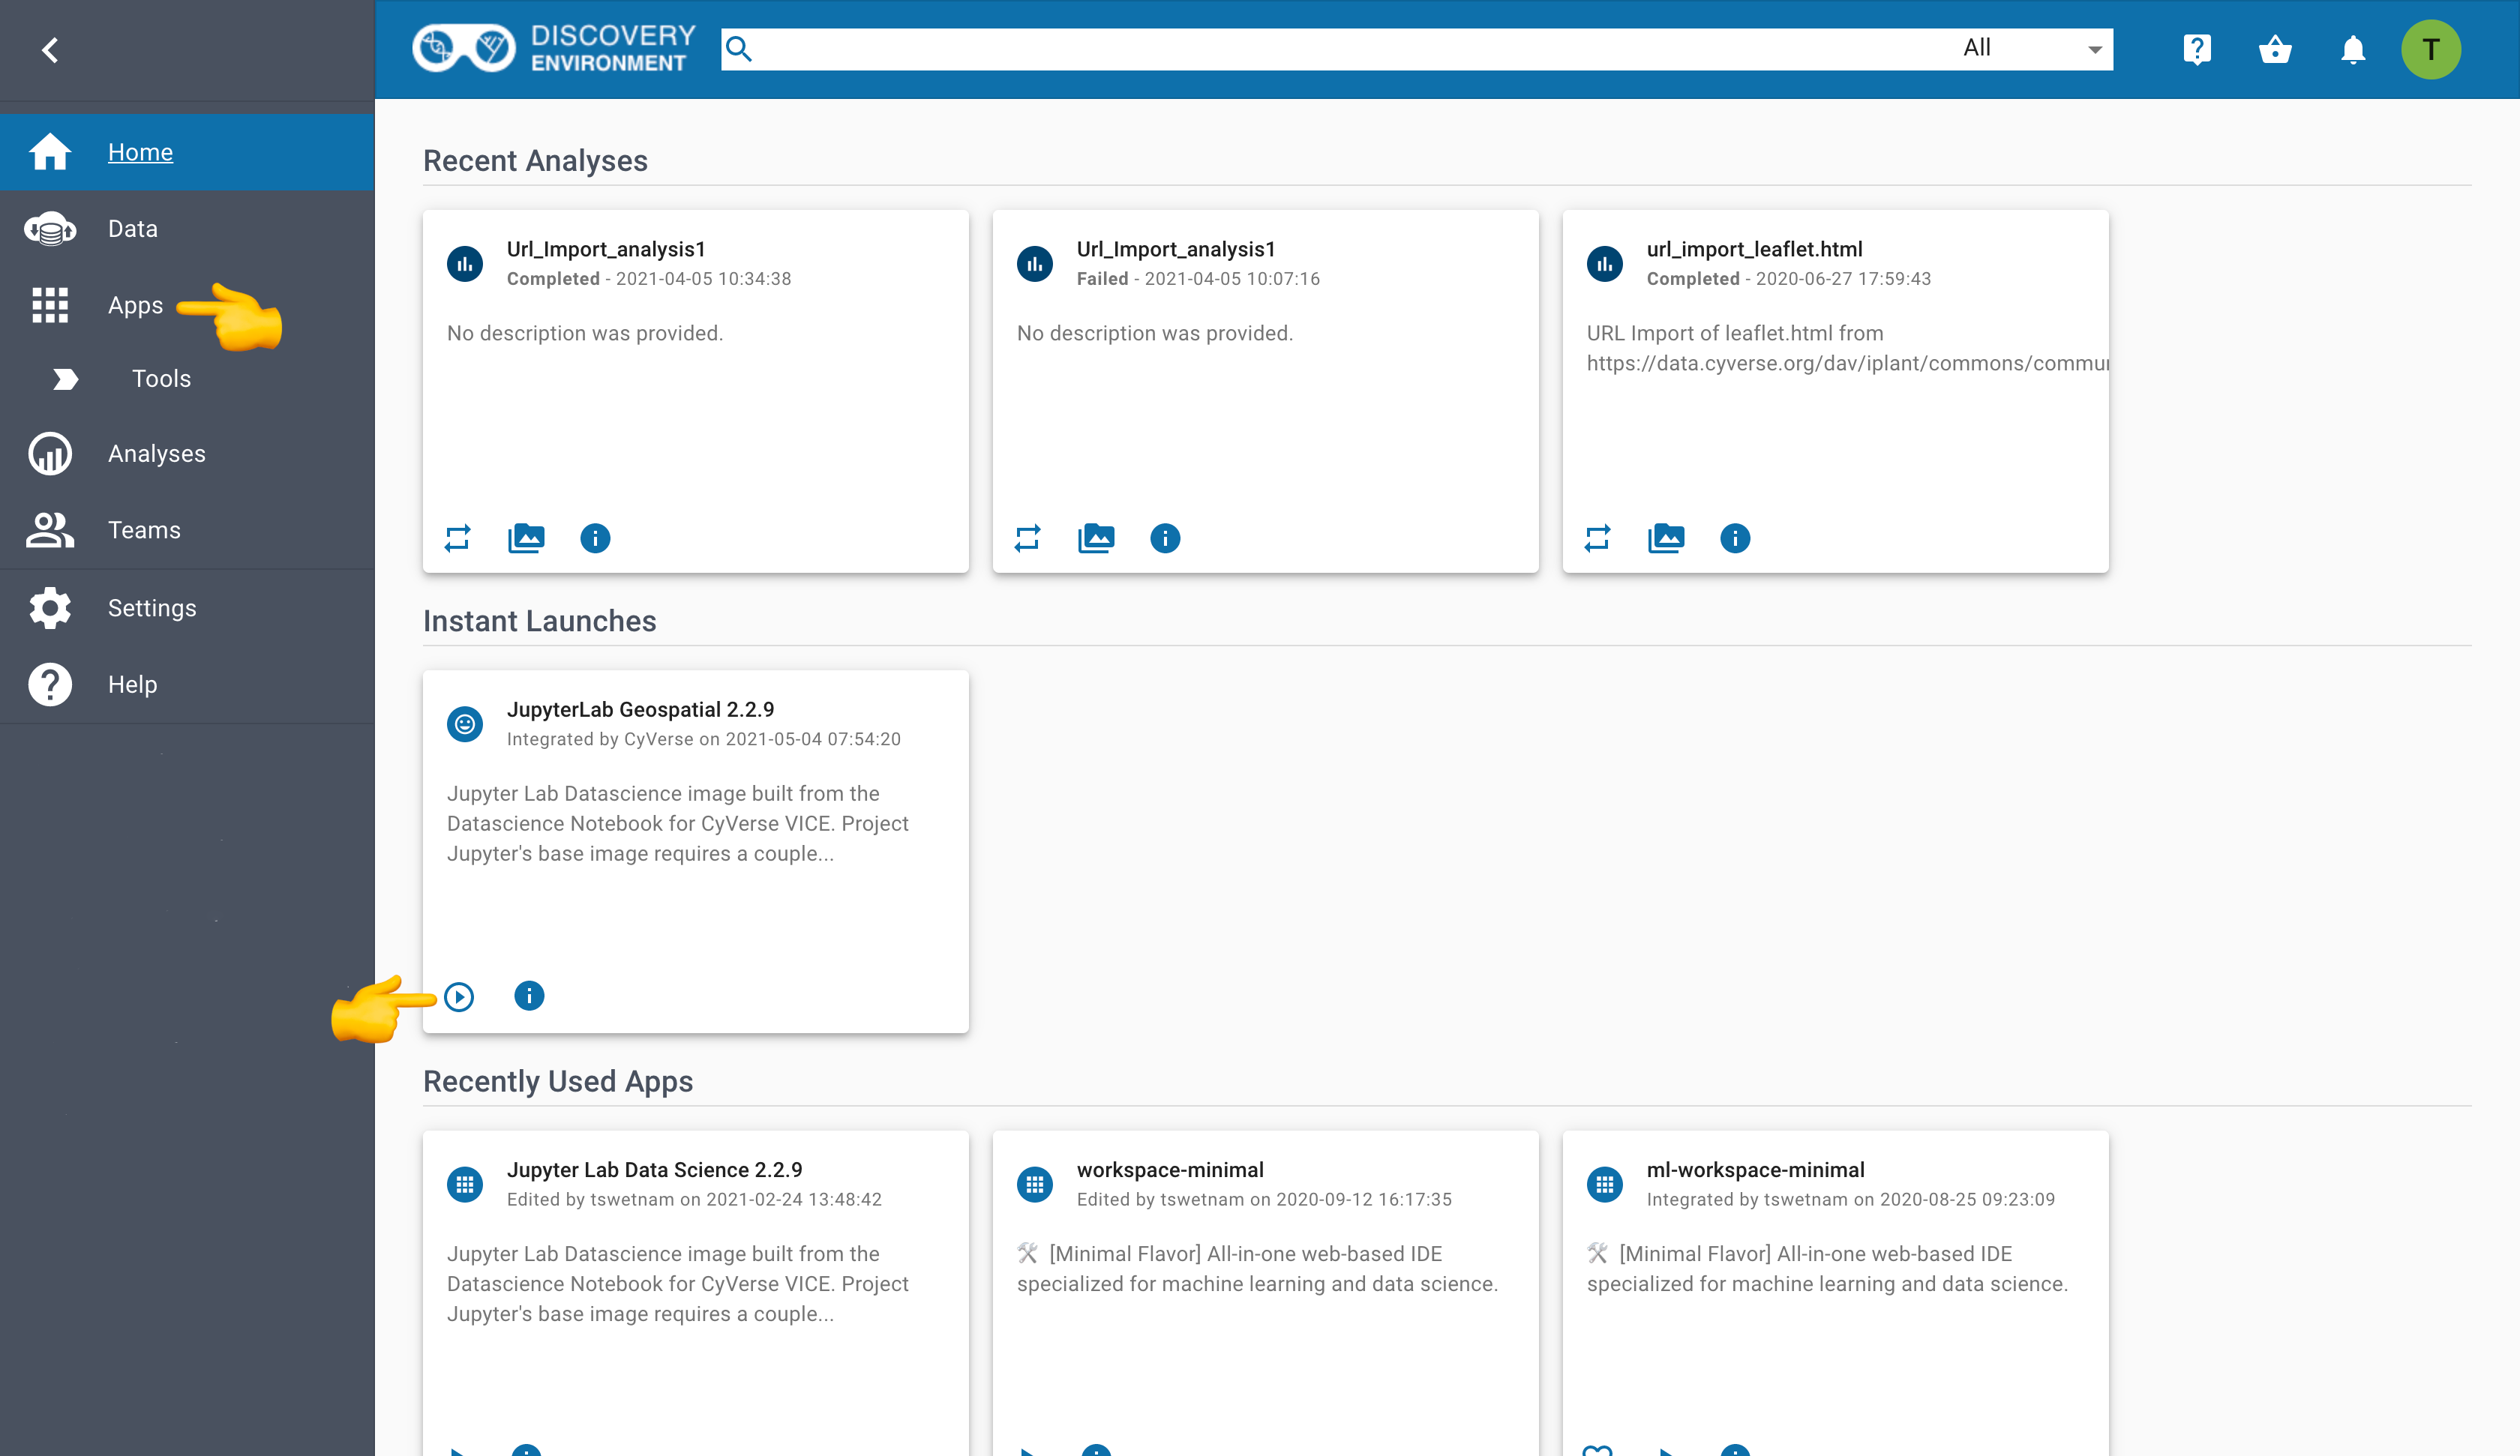 DISCOVERY
ENVIRONMENT
All
T
Home
Data
Apps
Tools
Analyses
Teams
Settings
Help
Recent Analyses
Url_Import_analysis1
Completed - 2021-04-05 10:34:38
No description was provided.
Url_Import_analysis1
Failed - 2021-04-05 10:07:16
No description was provided.
url_import_leaflet.html
Completed - 2020-06-27 17:59:43
URL Import of leaflet.html from
https://data.cyverse.org/dav/iplant/commons/commu
Instant Launches
JupyterLab Geospatial 2.2.9
Integrated by CyVerse on 2021-05-04 07:54:20
Jupyter Lab Datascience image built from the
Datascience Notebook for CyVerse VICE. Project
Jupyter's base image requires a couple...
Recently Used Apps
Jupyter Lab Data Science 2.2.9
Edited by tswetnam on 2021-02-24 13:48:42
Jupyter Lab Datascience image built from the
Datascience Notebook for CyVerse VICE. Project
Jupyter's base image requires a couple...
workspace-minimal
Edited by tswetnam on 2020-09-12 16:17:35
🛠 [Minimal Flavor] All-in-one web-based IDE
specialized for machine learning and data science.
ml-workspace-minimal
Integrated by tswetnam on 2020-08-25 09:23:09
🛠 [Minimal Flavor] All-in-one web-based IDE
specialized for machine learning and data science.